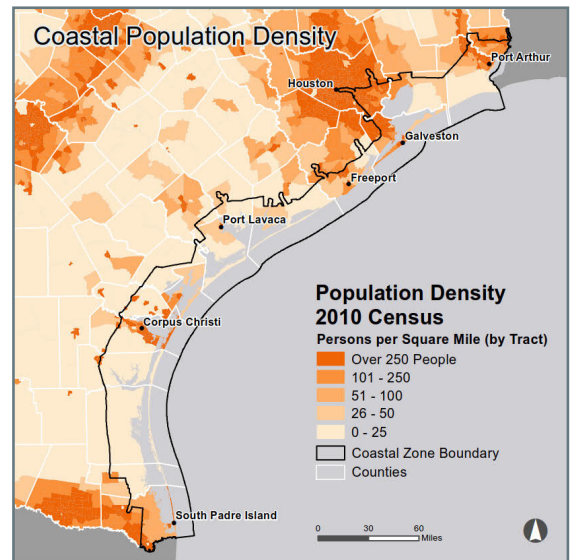 Coastal Population Density
Port Arthur
Houston
Galveston
Freeport
Port Lavaca
Corpus Christi
South Padre Island
Population Density
2010 Census
Persons per Square Mile (by Tract)
Over 250 People
101 - 250
51 - 100
26 - 50
0 - 25
Coastal Zone Boundary
Counties
0 30 60
Miles